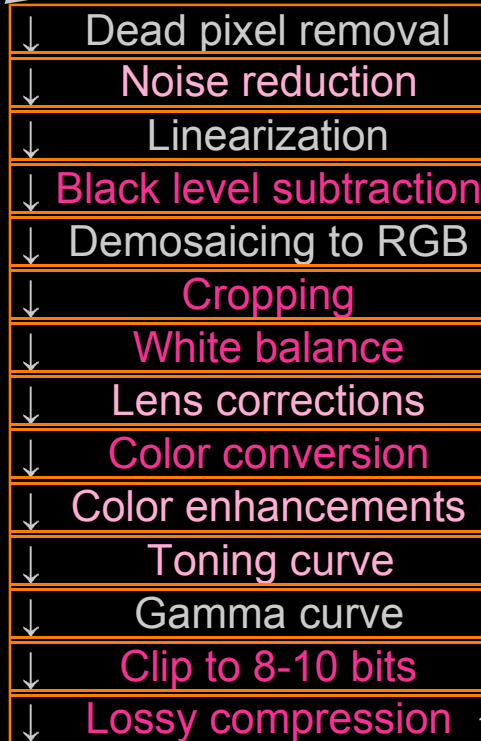 ↓ Dead pixel removal
↓ Noise reduction
↓ Linearization
↓ Black level subtraction
↓ Demosaicing to RGB
↓ Cropping
↓ White balance
↓ Lens corrections
↓ Color conversion
↓ Color enhancements
↓ Toning curve
↓ Gamma curve
↓ Clip to 8-10 bits
↓ Lossy compression